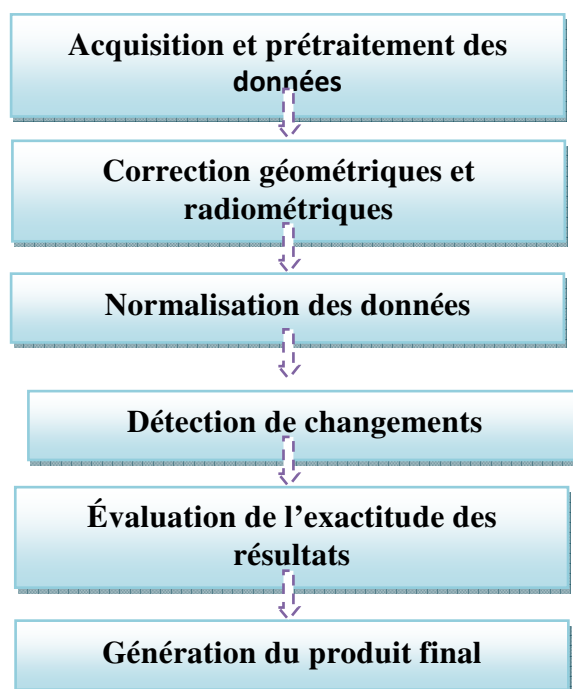 Acquisition et prétraitement des
données
Correction géométriques et
radiométriques
Normalisation des données
Détection de changements
Évaluation de l’exactitude des
résultats
Génération du produit final